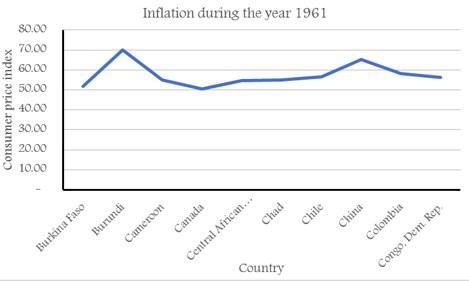 Inflation during the year 1961
Consumer price index
80.00
70.00
60.00
50.00
40.00
30.00
20.00
10.00
-
Burkina Faso
Burundi
Cameroon
Canada
Central African...
Chad
Chile
China
Colombia
Congo, Dem. Rep.
Country